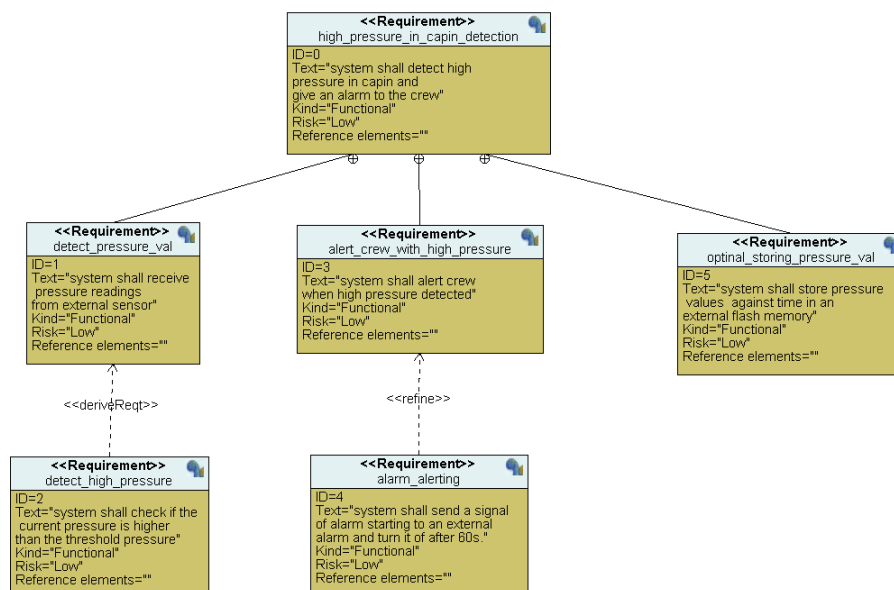 <<Requirement>>
high_pressure_in_capin_detection
ID=0
Text="system shall detect high
pressure in capin and
give an alarm to the crew"
Kind="Functional"
Risk="Low"
Reference elements=""
<<Requirement>>
detect_pressure_val
ID=1
Text="system shall receive
pressure readings
from external sensor"
Kind="Functional"
Risk="Low"
Reference elements=""
<<Requirement>>
alert_crew_with_high_pressure
ID=3
Text="system shall alert crew
when high pressure detected"
Kind="Functional"
Risk="Low"
Reference elements=""
<<Requirement>>
optinal_storing_pressure_val
ID=5
Text="system shall store pressure
values against time in an
external flash memory"
Kind="Functional"
Risk="Low"
Reference elements=""
<<deriveReqt>>
<<refine>>
<<Requirement>>
detect_high_pressure
ID=2
Text="system shall check if the
current pressure is higher
than the threshold pressure"
Kind="Functional"
Risk="Low"
Reference elements=""
<<Requirement>>
alarm_alerting
ID=4
Text="system shall send a signal
of alarm starting to an external
alarm and turn it of after 60s."
Kind="Functional"
Risk="Low"
Reference elements=""